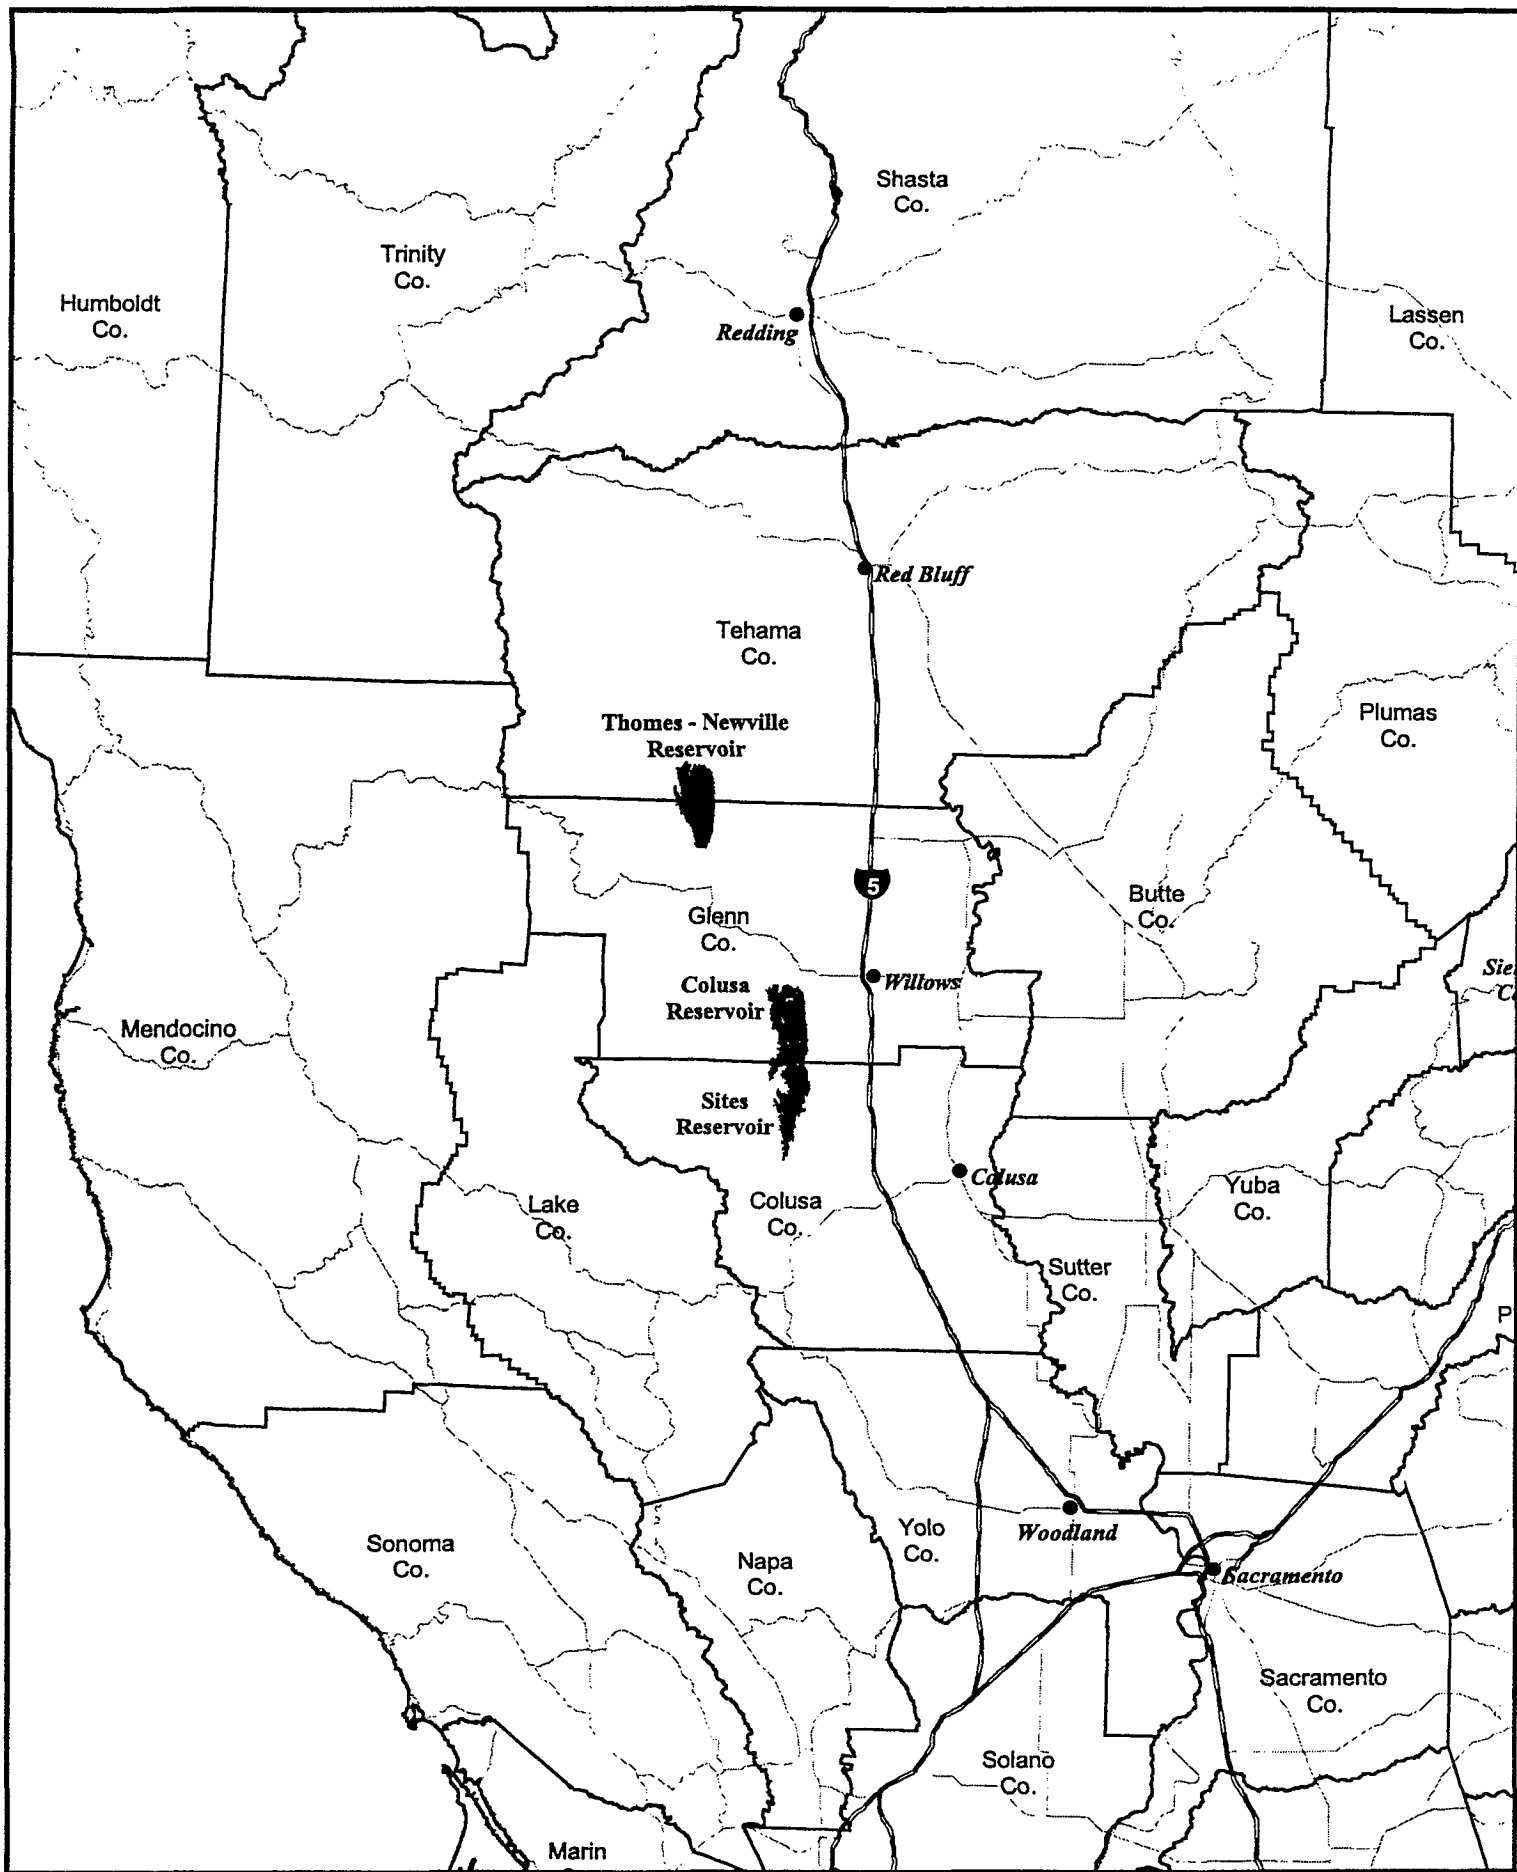 Shasta
Co.
Trinity
Co.
Humboldt
Co.
Lassen
Co.
Redding
Red Bluff
Tehama
Co.
Thomes - Newville
Reservoir
Plumas
Co.
5
Butte
Co.
Glenn
Co.
Willows
Sie
C
Colusa
Reservoir
Mendocino
Co.
Sites
Reservoir
Colusa
Yuba
Co.
Lake
Co.
Colusa
Co.
Sutter
Co.
P
Woodland
Yolo
Co.
Sonoma
Co.
Napa
Co.
Sacramento
Sacramento
Co.
Solano
Co.
Marin